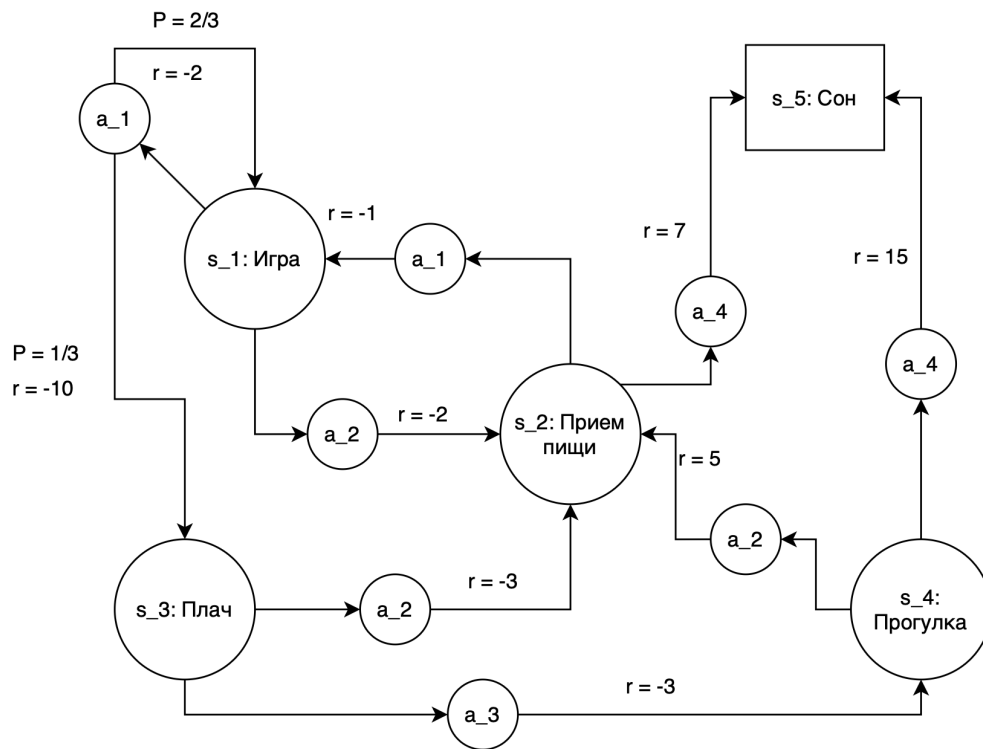 P = 2/3
r = -2
a_1
s_5: Сон
r = -1
a_1
s_1: Игра
r = 7
r = 15
a_4
a_4
P = 1/3
r = -10
a_2
r = -2
s_2: Прием
пищи
r = 5
a_2
s_3: Плач
a_2
r = -3
s_4:
Прогулка
a_3
r = -3